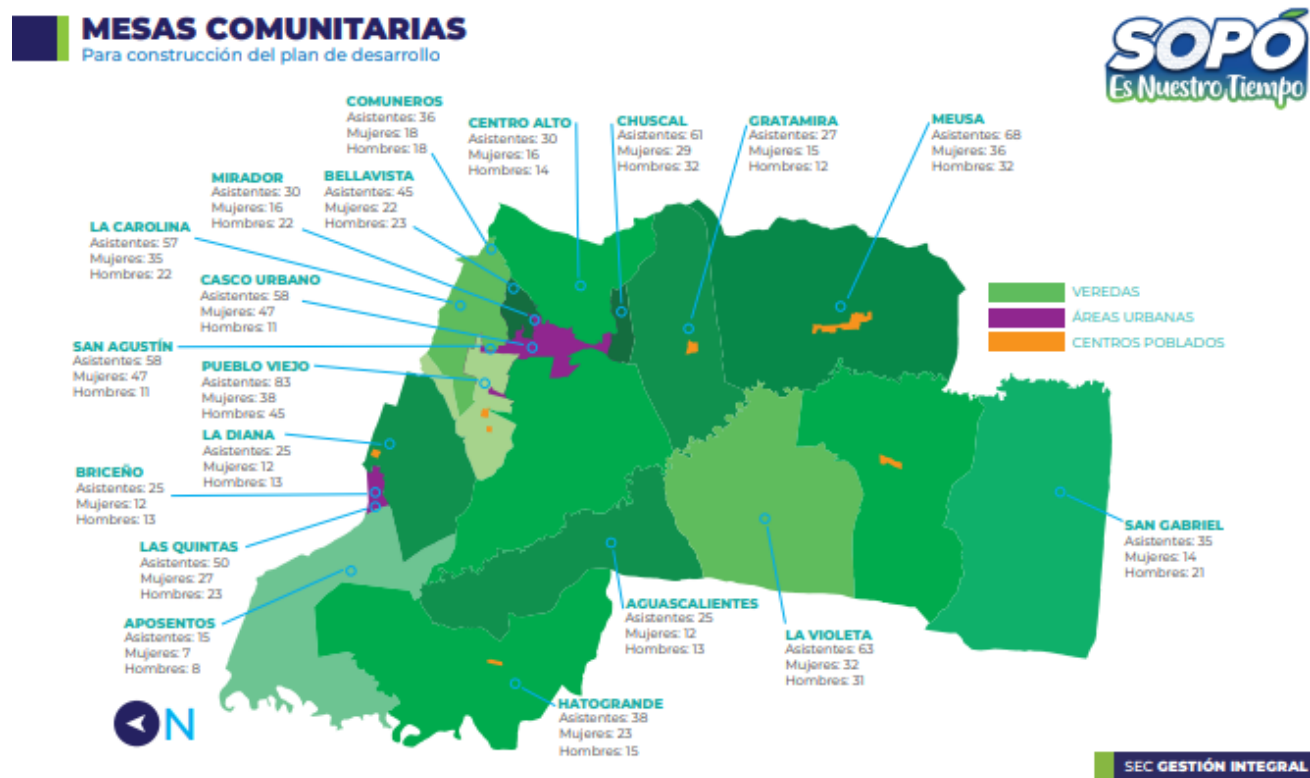 MESAS COMUNITARIAS
Para construcción del plan de desarrollo
SOPÓ
Es Nuestro Tiempo
COMUNEROS
Asistentes: 36
Mujeres: 18
Hombres: 18
CENTRO ALTO
Asistentes: 30
Mujeres: 16
Hombres: 14
CHUSCAL
Asistentes: 61
Mujeres: 29
Hombres: 32
GRATAMIRA
Asistentes: 27
Mujeres: 15
Hombres: 12
MEUSA
Asistentes: 68
Mujeres: 36
Hombres: 32
MIRADOR
Asistentes: 30
Mujeres: 16
Hombres: 22
BELLAVISTA
Asistentes: 45
Mujeres: 22
Hombres: 23
LA CAROLINA
Asistentes: 57
Mujeres: 35
Hombres: 22
CASCO URBANO
Asistentes: 58
Mujeres: 47
Hombres: 11
SAN AGUSTÍN
Asistentes: 58
Mujeres: 47
Hombres: 11
PUEBLO VIEJO
Asistentes: 83
Mujeres: 38
Hombres: 45
LA DIANA
Asistentes: 25
Mujeres: 12
Hombres: 13
BRICEÑO
Asistentes: 25
Mujeres: 12
Hombres: 13
LAS QUINTAS
Asistentes: 50
Mujeres: 27
Hombres: 23
APOSENTOS
Asistentes: 15
Mujeres: 7
Hombres: 8
VEREDAS
ÁREAS URBANAS
CENTROS POBLADOS
SAN GABRIEL
Asistentes: 35
Mujeres: 14
Hombres: 21
AGUASCALIENTES
Asistentes: 25
Mujeres: 12
Hombres: 13
LA VIOLETA
Asistentes: 63
Mujeres: 32
Hombres: 31
HATOGRANDE
Asistentes: 38
Mujeres: 23
Hombres: 15
N
SEC GESTIÓN INTEGRAL